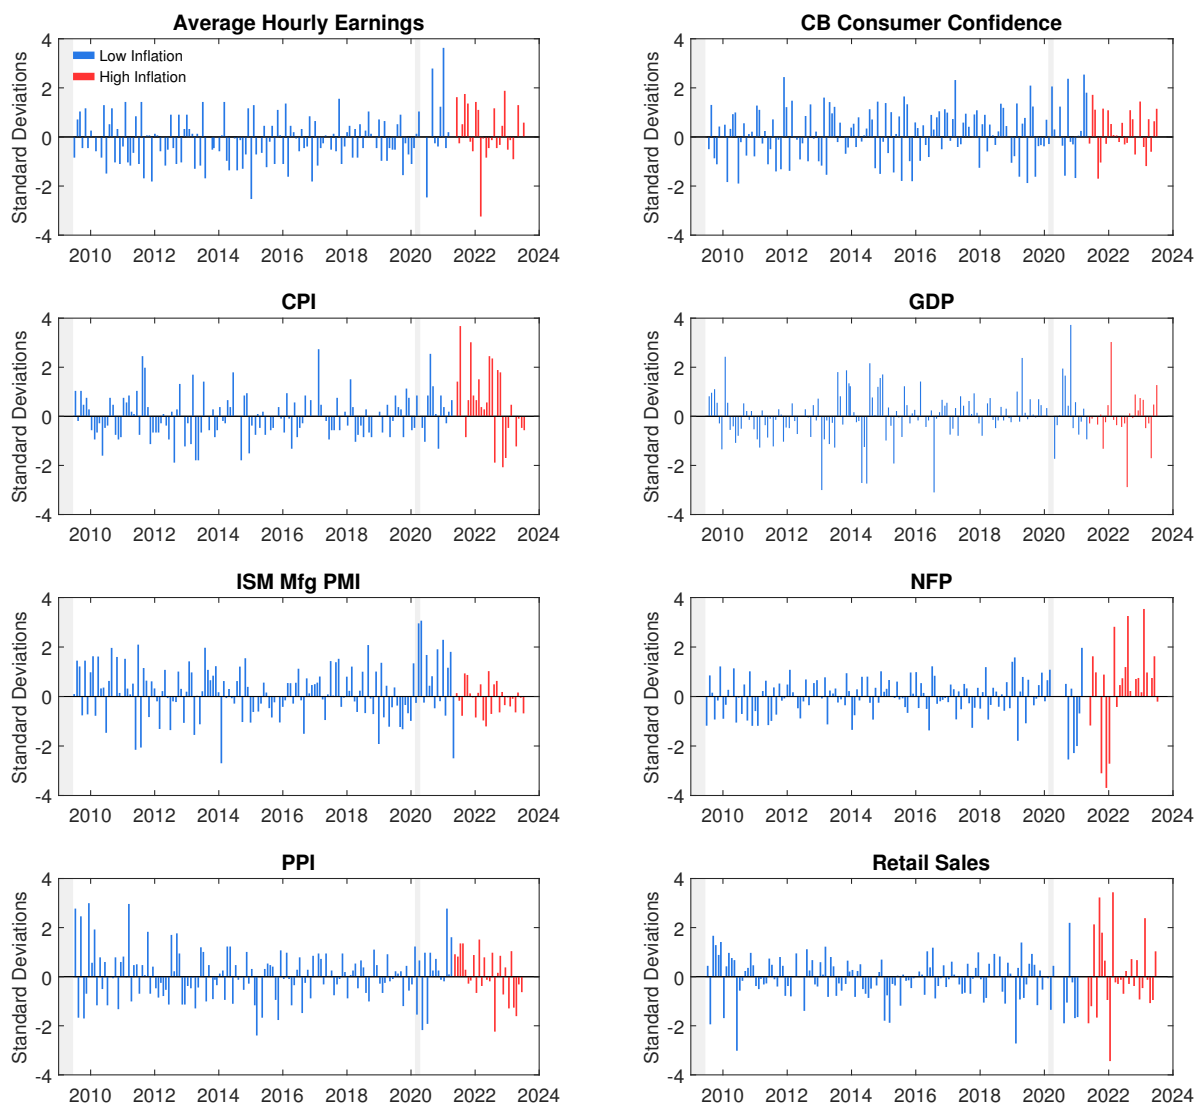 Average Hourly Earnings
Standard Deviations
4
2
0
-2
-4
Low Inflation
High Inflation
2010 2012 2014 2016 2018 2020 2022 2024
CB Consumer Confidence
Standard Deviations
4
2
0
-2
-4
2010 2012 2014 2016 2018 2020 2022 2024
CPI
Standard Deviations
4
2
0
-2
-4
2010 2012 2014 2016 2018 2020 2022 2024
GDP
Standard Deviations
4
2
0
-2
-4
2010 2012 2014 2016 2018 2020 2022 2024
ISM Mfg PMI
Standard Deviations
4
2
0
-2
-4
2010 2012 2014 2016 2018 2020 2022 2024
NFP
Standard Deviations
4
2
0
-2
-4
2010 2012 2014 2016 2018 2020 2022 2024
PPI
Standard Deviations
4
2
0
-2
-4
2010 2012 2014 2016 2018 2020 2022 2024
Retail Sales
Standard Deviations
4
2
0
-2
-4
2010 2012 2014 2016 2018 2020 2022 2024